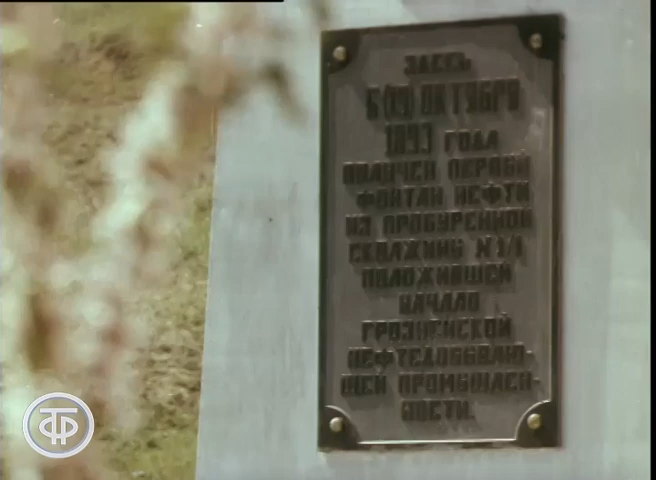 ЗДЕСЬ
6(19) ОКТЯБРЯ
1893 ГОДА
ПОЛУЧЕН ПЕРВЫЙ
ФОНТАН НЕФТИ
ИЗ ПРОБУРЕННОЙ
СКВАЖИНЫ №1/1
ПОЛОЖИВШЕЙ
НАЧАЛО
ГРОЗНЕНСКОЙ
НЕФТЕДОБЫВАЮ-
ЩЕЙ ПРОМЫШЛЕН-
НОСТИ.